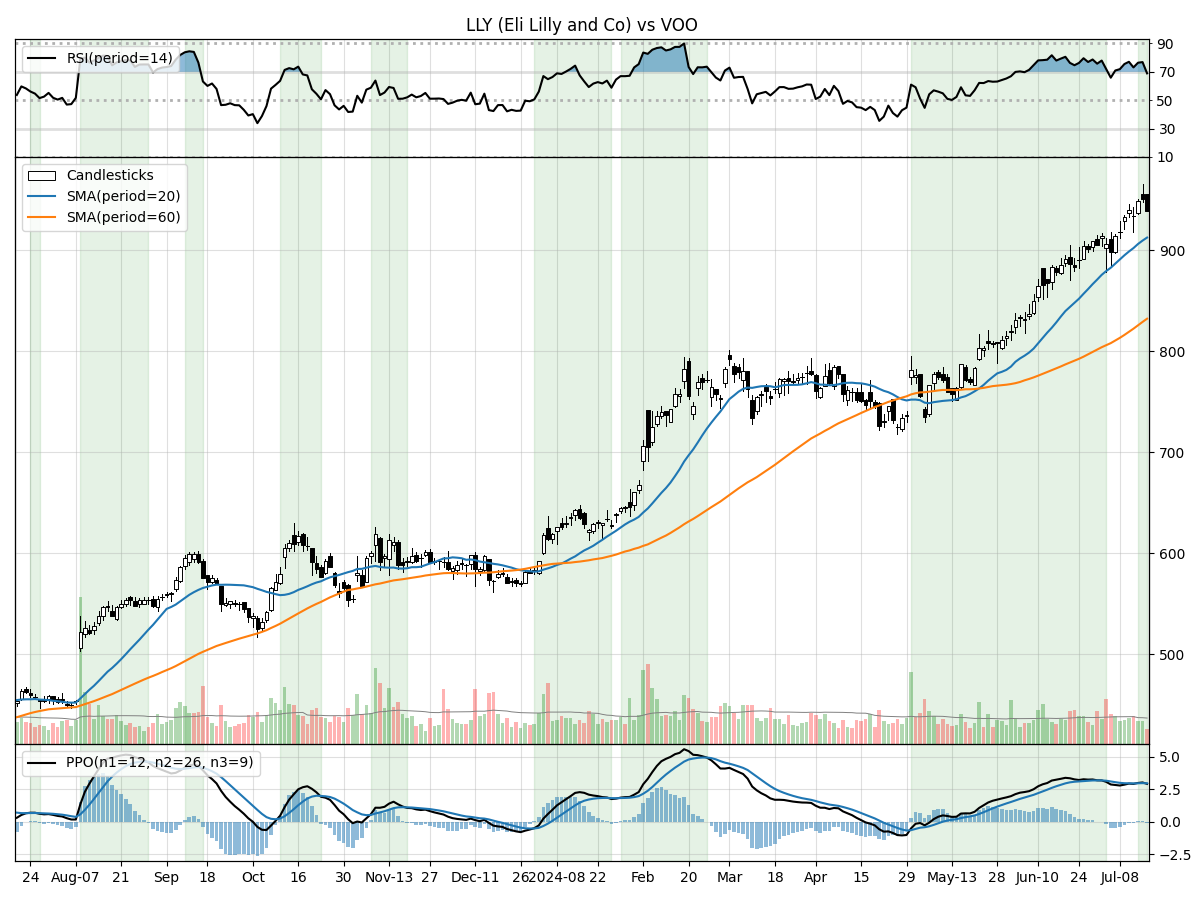 LLY (Eli Lilly and Co) vs VOO
RSI(period=14)
90
70
50
30
10
Candlesticks
SMA(period=20)
SMA(period=60)
900
800
700
600
500
PPO(n1=12, n2=26, n3=9)
5.0
2.5
0.0
−2.5
24 Aug-07 21 Sep 18 Oct 16 30 Nov-13 27 Dec-11 26 2024-08 22 Feb 20 Mar 18 Apr 15 29 May-13 28 Jun-10 24 Jul-08